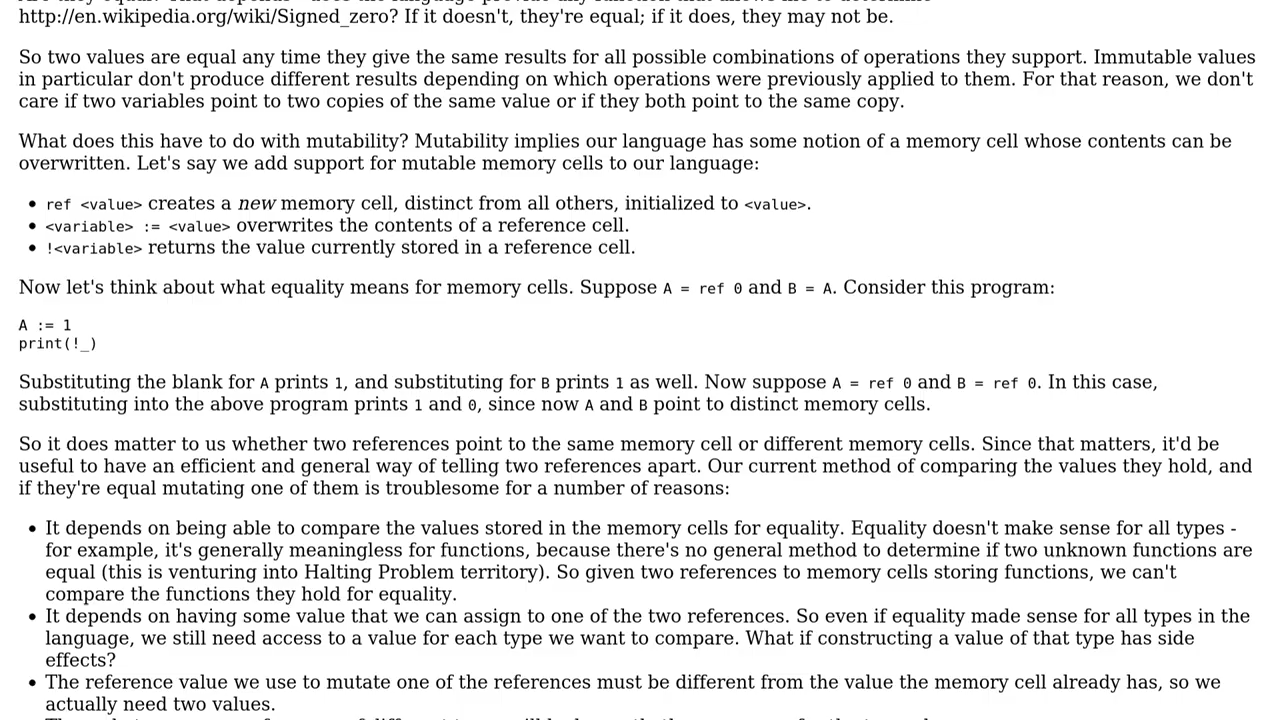 http://en.wikipedia.org/wiki/Signed_zero? If it doesn't, they're equal; if it does, they may not be.
So two values are equal any time they give the same results for all possible combinations of operations they support. Immutable values
in particular don't produce different results depending on which operations were previously applied to them. For that reason, we don't
care if two variables point to two copies of the same value or if they both point to the same copy.
What does this have to do with mutability? Mutability implies our language has some notion of a memory cell whose contents can be
overwritten. Let's say we add support for mutable memory cells to our language:
• ref <value> creates a new memory cell, distinct from all others, initialized to <value>.
• <variable> := <value> overwrites the contents of a reference cell.
• !<variable> returns the value currently stored in a reference cell.
Now let's think about what equality means for memory cells. Suppose A = ref 0 and B = A. Consider this program:
A := 1
print(!_)
Substituting the blank for A prints 1, and substituting for B prints 1 as well. Now suppose A = ref 0 and B = ref 0. In this case,
substituting into the above program prints 1 and 0, since now A and B point to distinct memory cells.
So it does matter to us whether two references point to the same memory cell or different memory cells. Since that matters, it'd be
useful to have an efficient and general way of telling two references apart. Our current method of comparing the values they hold, and
if they're equal mutating one of them is troublesome for a number of reasons:
• It depends on being able to compare the values stored in the memory cells for equality. Equality doesn't make sense for all types -
for example, it's generally meaningless for functions, because there's no general method to determine if two unknown functions are
equal (this is venturing into Halting Problem territory). So given two references to memory cells storing functions, we can't
compare the functions they hold for equality.
• It depends on having some value that we can assign to one of the two references. So even if equality made sense for all types in the
language, we still need access to a value for each type we want to compare. What if constructing a value of that type has side
effects?
• The reference value we use to mutate one of the references must be different from the value the memory cell already has, so we
actually need two values.